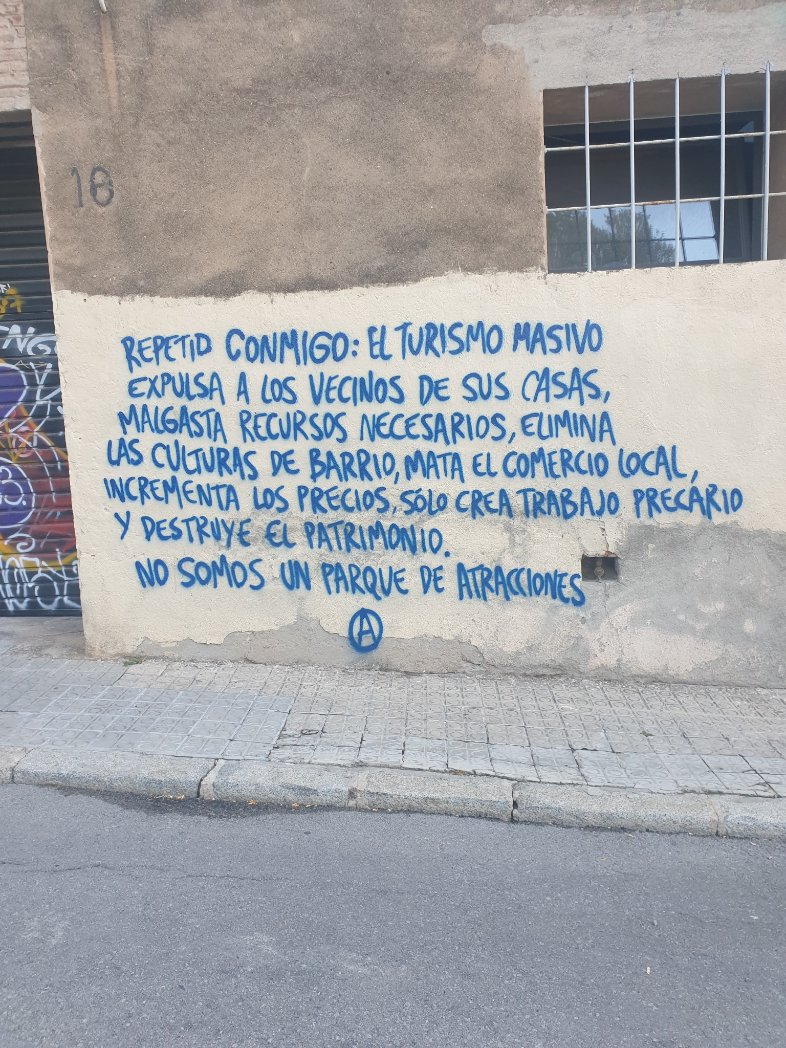 18
REPETID CONMIGO: EL TURISMO MASIVO
EXPULSA A LOS VECINOS DE SUS CASAS,
MALGASTA RECURSOS NECESARIOS, ELIMINA
LAS CULTURAS DE BARRIO, MATA EL COMERCIO LOCAL,
INCREMENTA LOS PRECIOS, SÓLO CREA TRABAJO PRECARIO
Y DESTRUYE EL PATRIMONIO.
NO SOMOS UN PARQUE DE ATRACCIONES
A